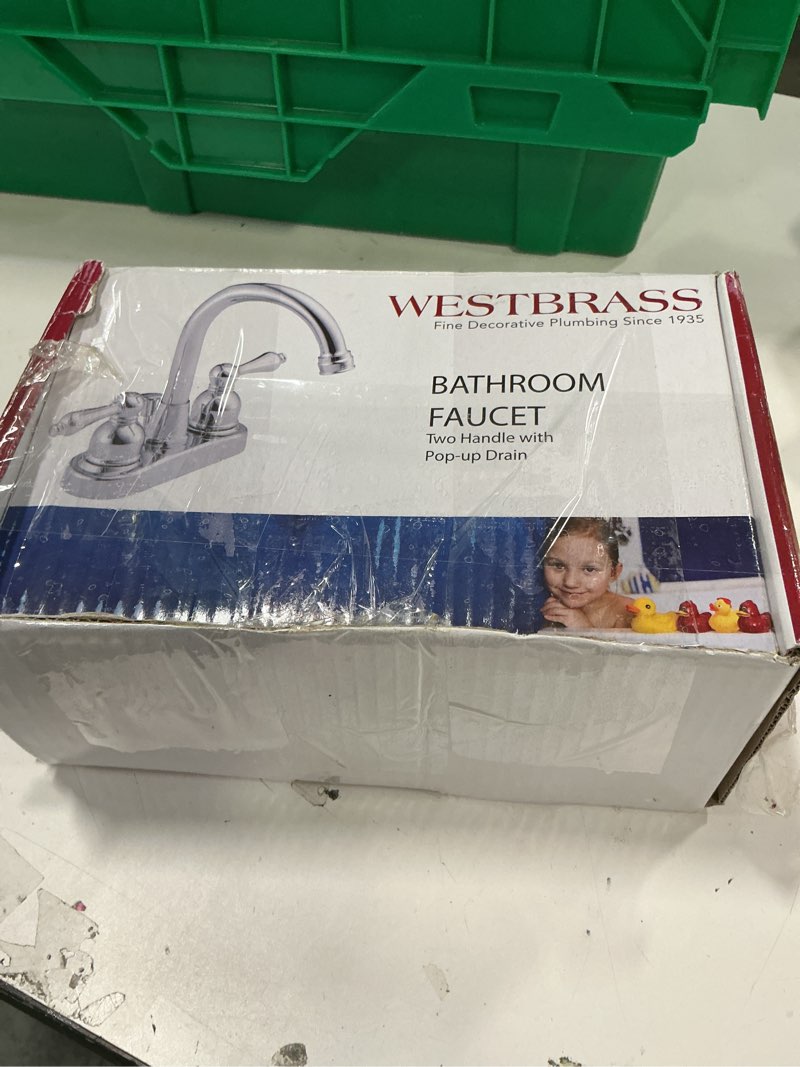 WESTBRASS
Fine Decorative Plumbing Since 1935
BATHROOM
FAUCET
Two Handle with
Pop-up Drain